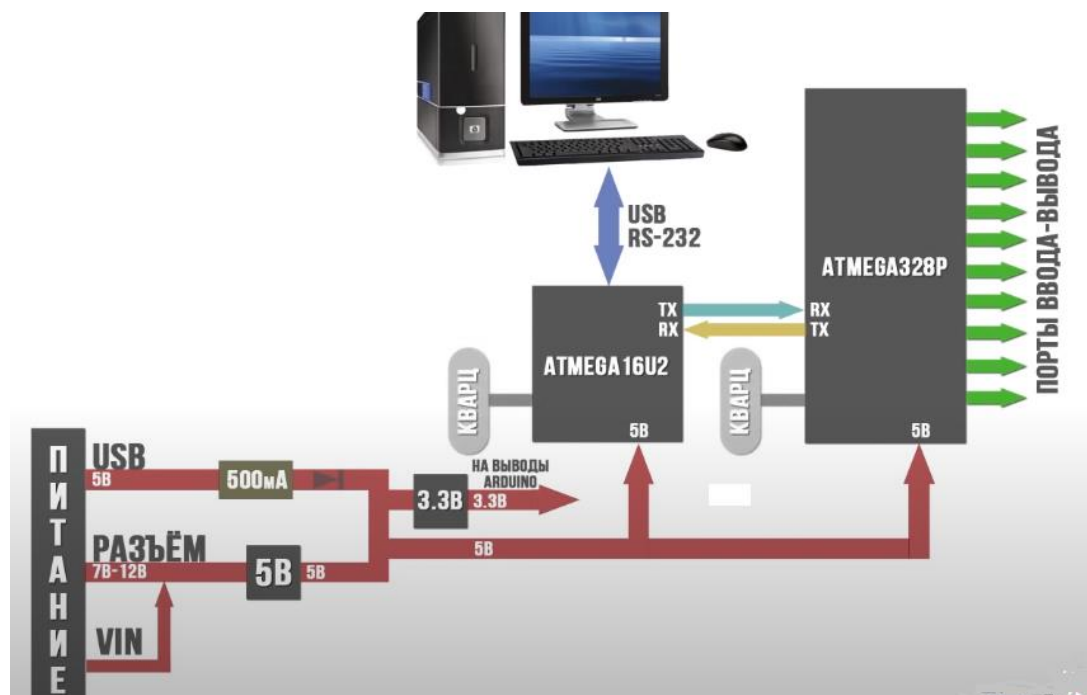 USB
RS-232
ATMEGA328P
ПОРТЫ ВВОДА-ВЫВОДА
TX
RX
RX
TX
ATMEGA16U2
КВАРЦ
КВАРЦ
5В
5В
ПИТАНИЕ
USB
5В
500мА
НА ВЫВОДЫ
ARDUINO
3.3В
3.3В
5В
РАЗЪЁМ
7В-12В
5В
5В
VIN